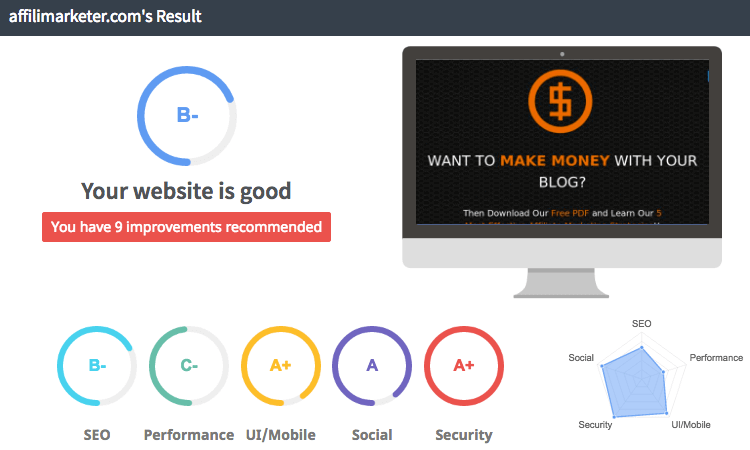 affilimarketer.com's Result
B-
Your website is good
You have 9 improvements recommended
$
WANT TO MAKE MONEY WITH YOUR
BLOG?
Then Download Our Free PDF and Learn Our 5
B-
C-
A+
A
A+
SEO
Performance
UI/Mobile
Social
Security
SEO
Social
Performance
Security
UI/Mobile